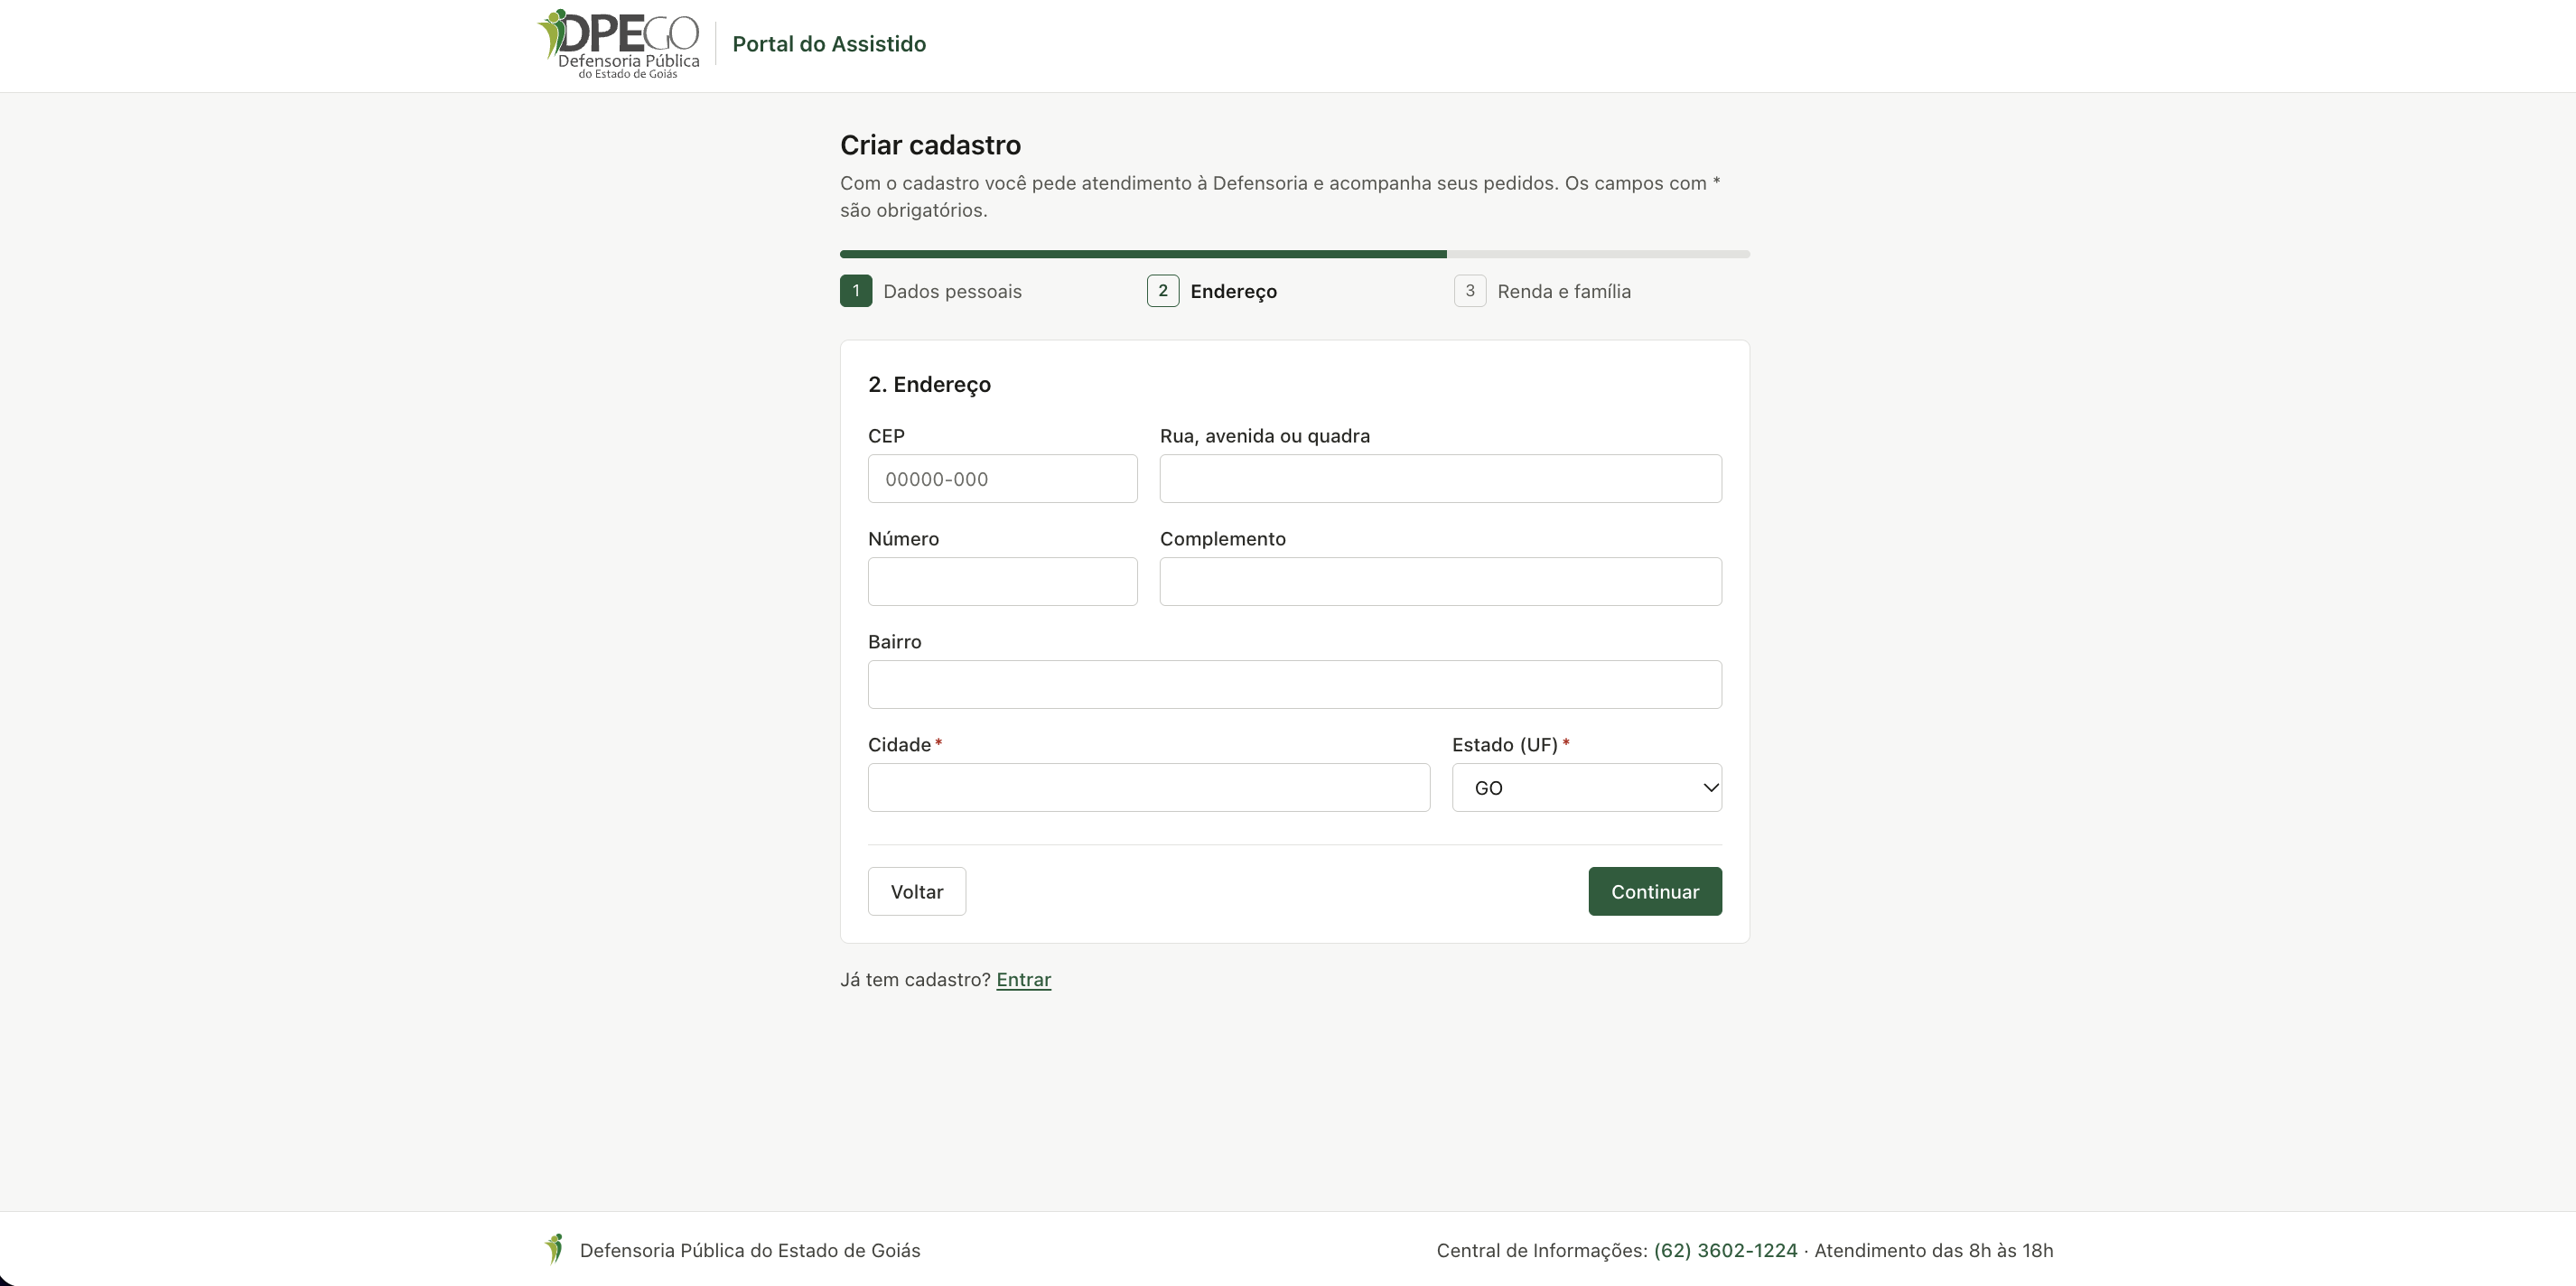 DPEGO
Defensoria Pública
do Estado de Goiás
Portal do Assistido
Criar cadastro
Com o cadastro você pede atendimento à Defensoria e acompanha seus pedidos. Os campos com *
são obrigatórios.
1 Dados pessoais
2 Endereço
3 Renda e família
2. Endereço
CEP
Rua, avenida ou quadra
00000-000
Número
Complemento
Bairro
Cidade *
Estado (UF) *
GO
Voltar
Continuar
Já tem cadastro? Entrar
Defensoria Pública do Estado de Goiás
Central de Informações: (62) 3602-1224 · Atendimento das 8h às 18h